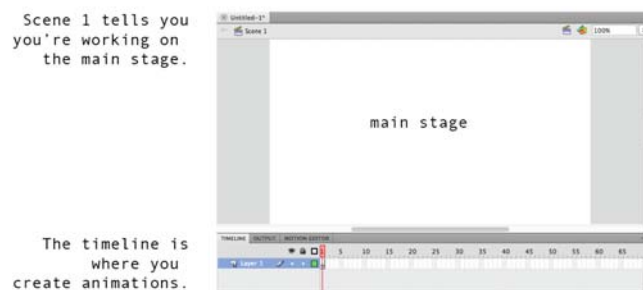 Scene 1 tells you
you're working on
the main stage.
Untitled-1*
Scene 1
100%
main stage
TIMELINE OUTPUT MOTION EDITOR
1 5 10 15 20 25 30 35 40 45 50 55 60 65
Layer 1
The timeline is
where you
create animations.